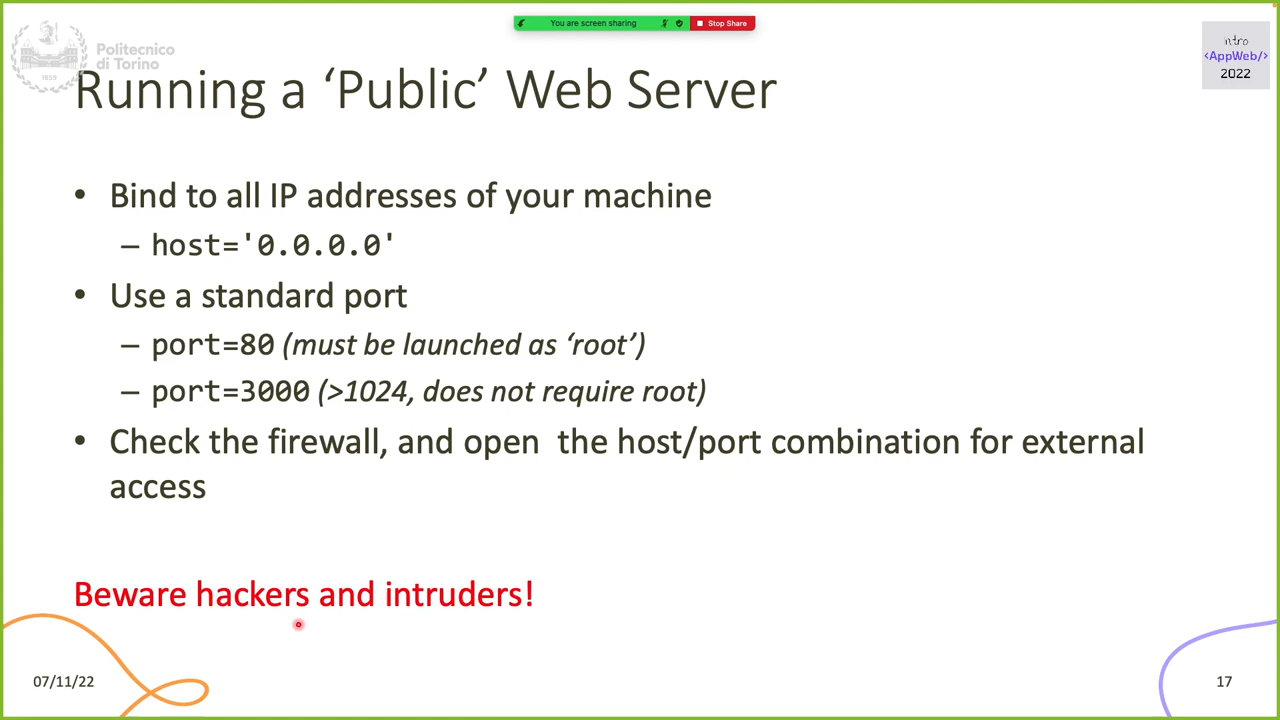 You are screen sharing
Stop Share
Politecnico
di Torino
1859
intro
<AppWeb/>
2022
Running a ‘Public’ Web Server
• Bind to all IP addresses of your machine
– host='0.0.0.0'
• Use a standard port
– port=80 (must be launched as ‘root’)
– port=3000 (>1024, does not require root)
• Check the firewall, and open  the host/port combination for external
access
Beware hackers and intruders!
07/11/22
17